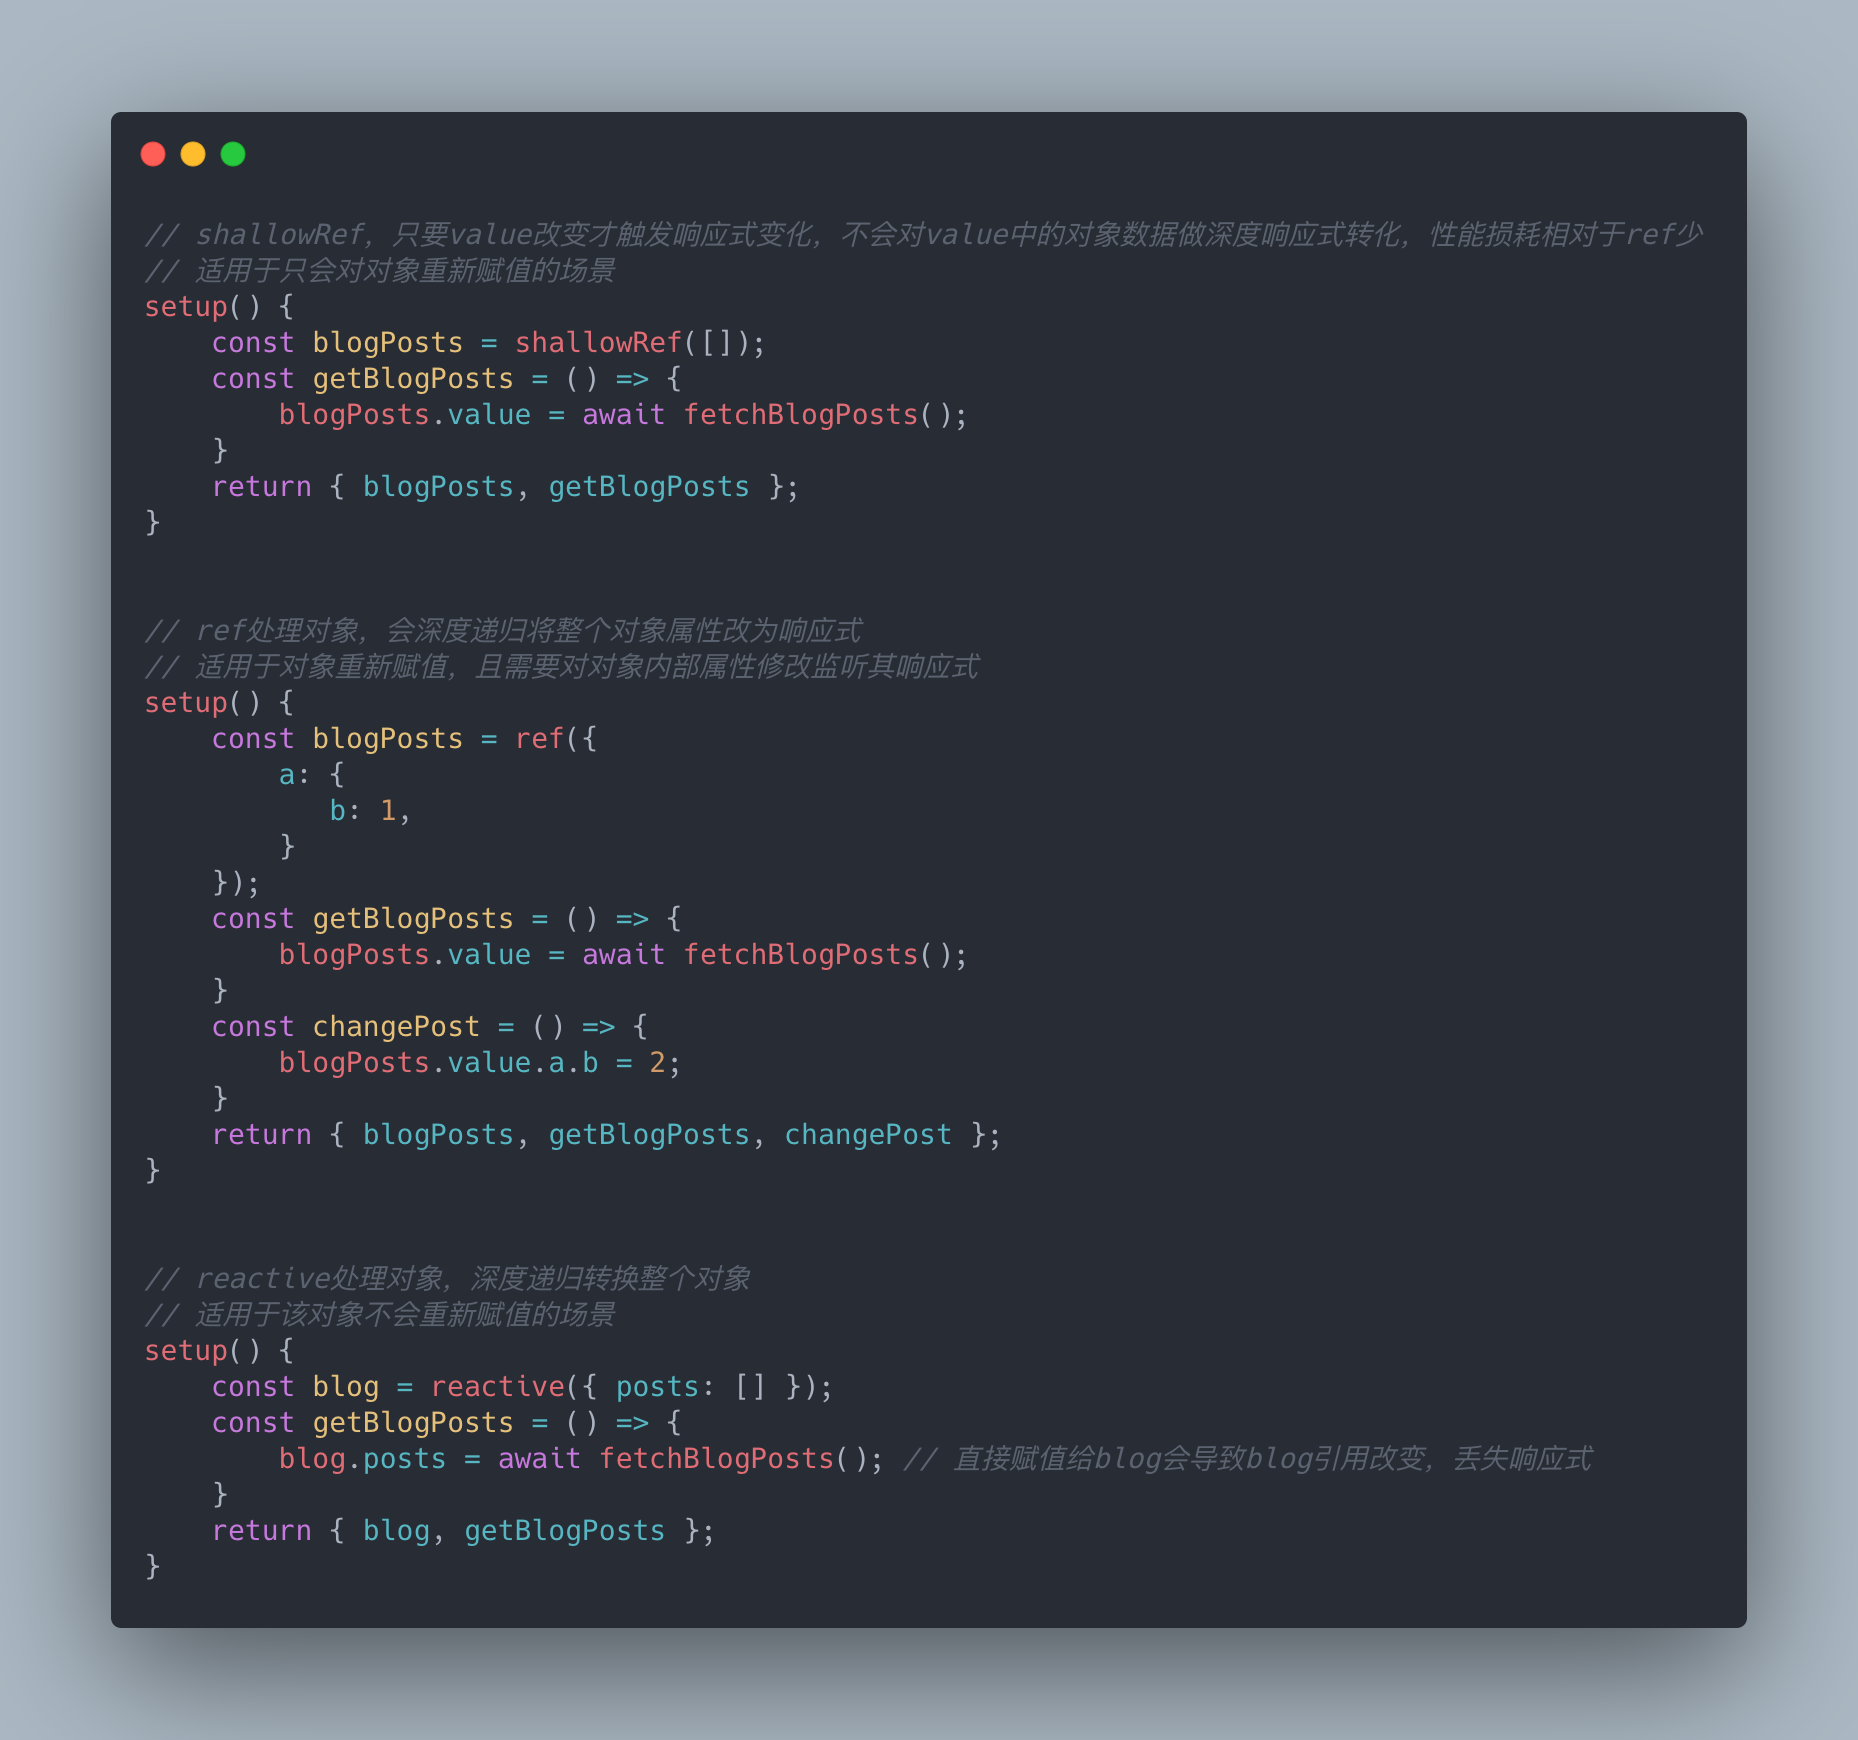 // shallowRef，只要value改变才触发响应式变化，不会对value中的对象数据做深度响应式转化，性能损耗相对于ref少
// 适用于只会对对象重新赋值的场景
setup() {
    const blogPosts = shallowRef([]);
    const getBlogPosts = () => {
        blogPosts.value = await fetchBlogPosts();
    }
    return { blogPosts, getBlogPosts };
}
// ref处理对象，会深度递归将整个对象属性改为响应式
// 适用于对象重新赋值，且需要对对象内部属性修改监听其响应式
setup() {
    const blogPosts = ref({
        a: {
           b: 1,
        }
    });
    const getBlogPosts = () => {
        blogPosts.value = await fetchBlogPosts();
    }
    const changePost = () => {
        blogPosts.value.a.b = 2;
    }
    return { blogPosts, getBlogPosts, changePost };
}
// reactive处理对象，深度递归转换整个对象
// 适用于该对象不会重新赋值的场景
setup() {
    const blog = reactive({ posts: [] });
    const getBlogPosts = () => {
        blog.posts = await fetchBlogPosts(); // 直接赋值给blog会导致blog引用改变，丢失响应式
    }
    return { blog, getBlogPosts };
}